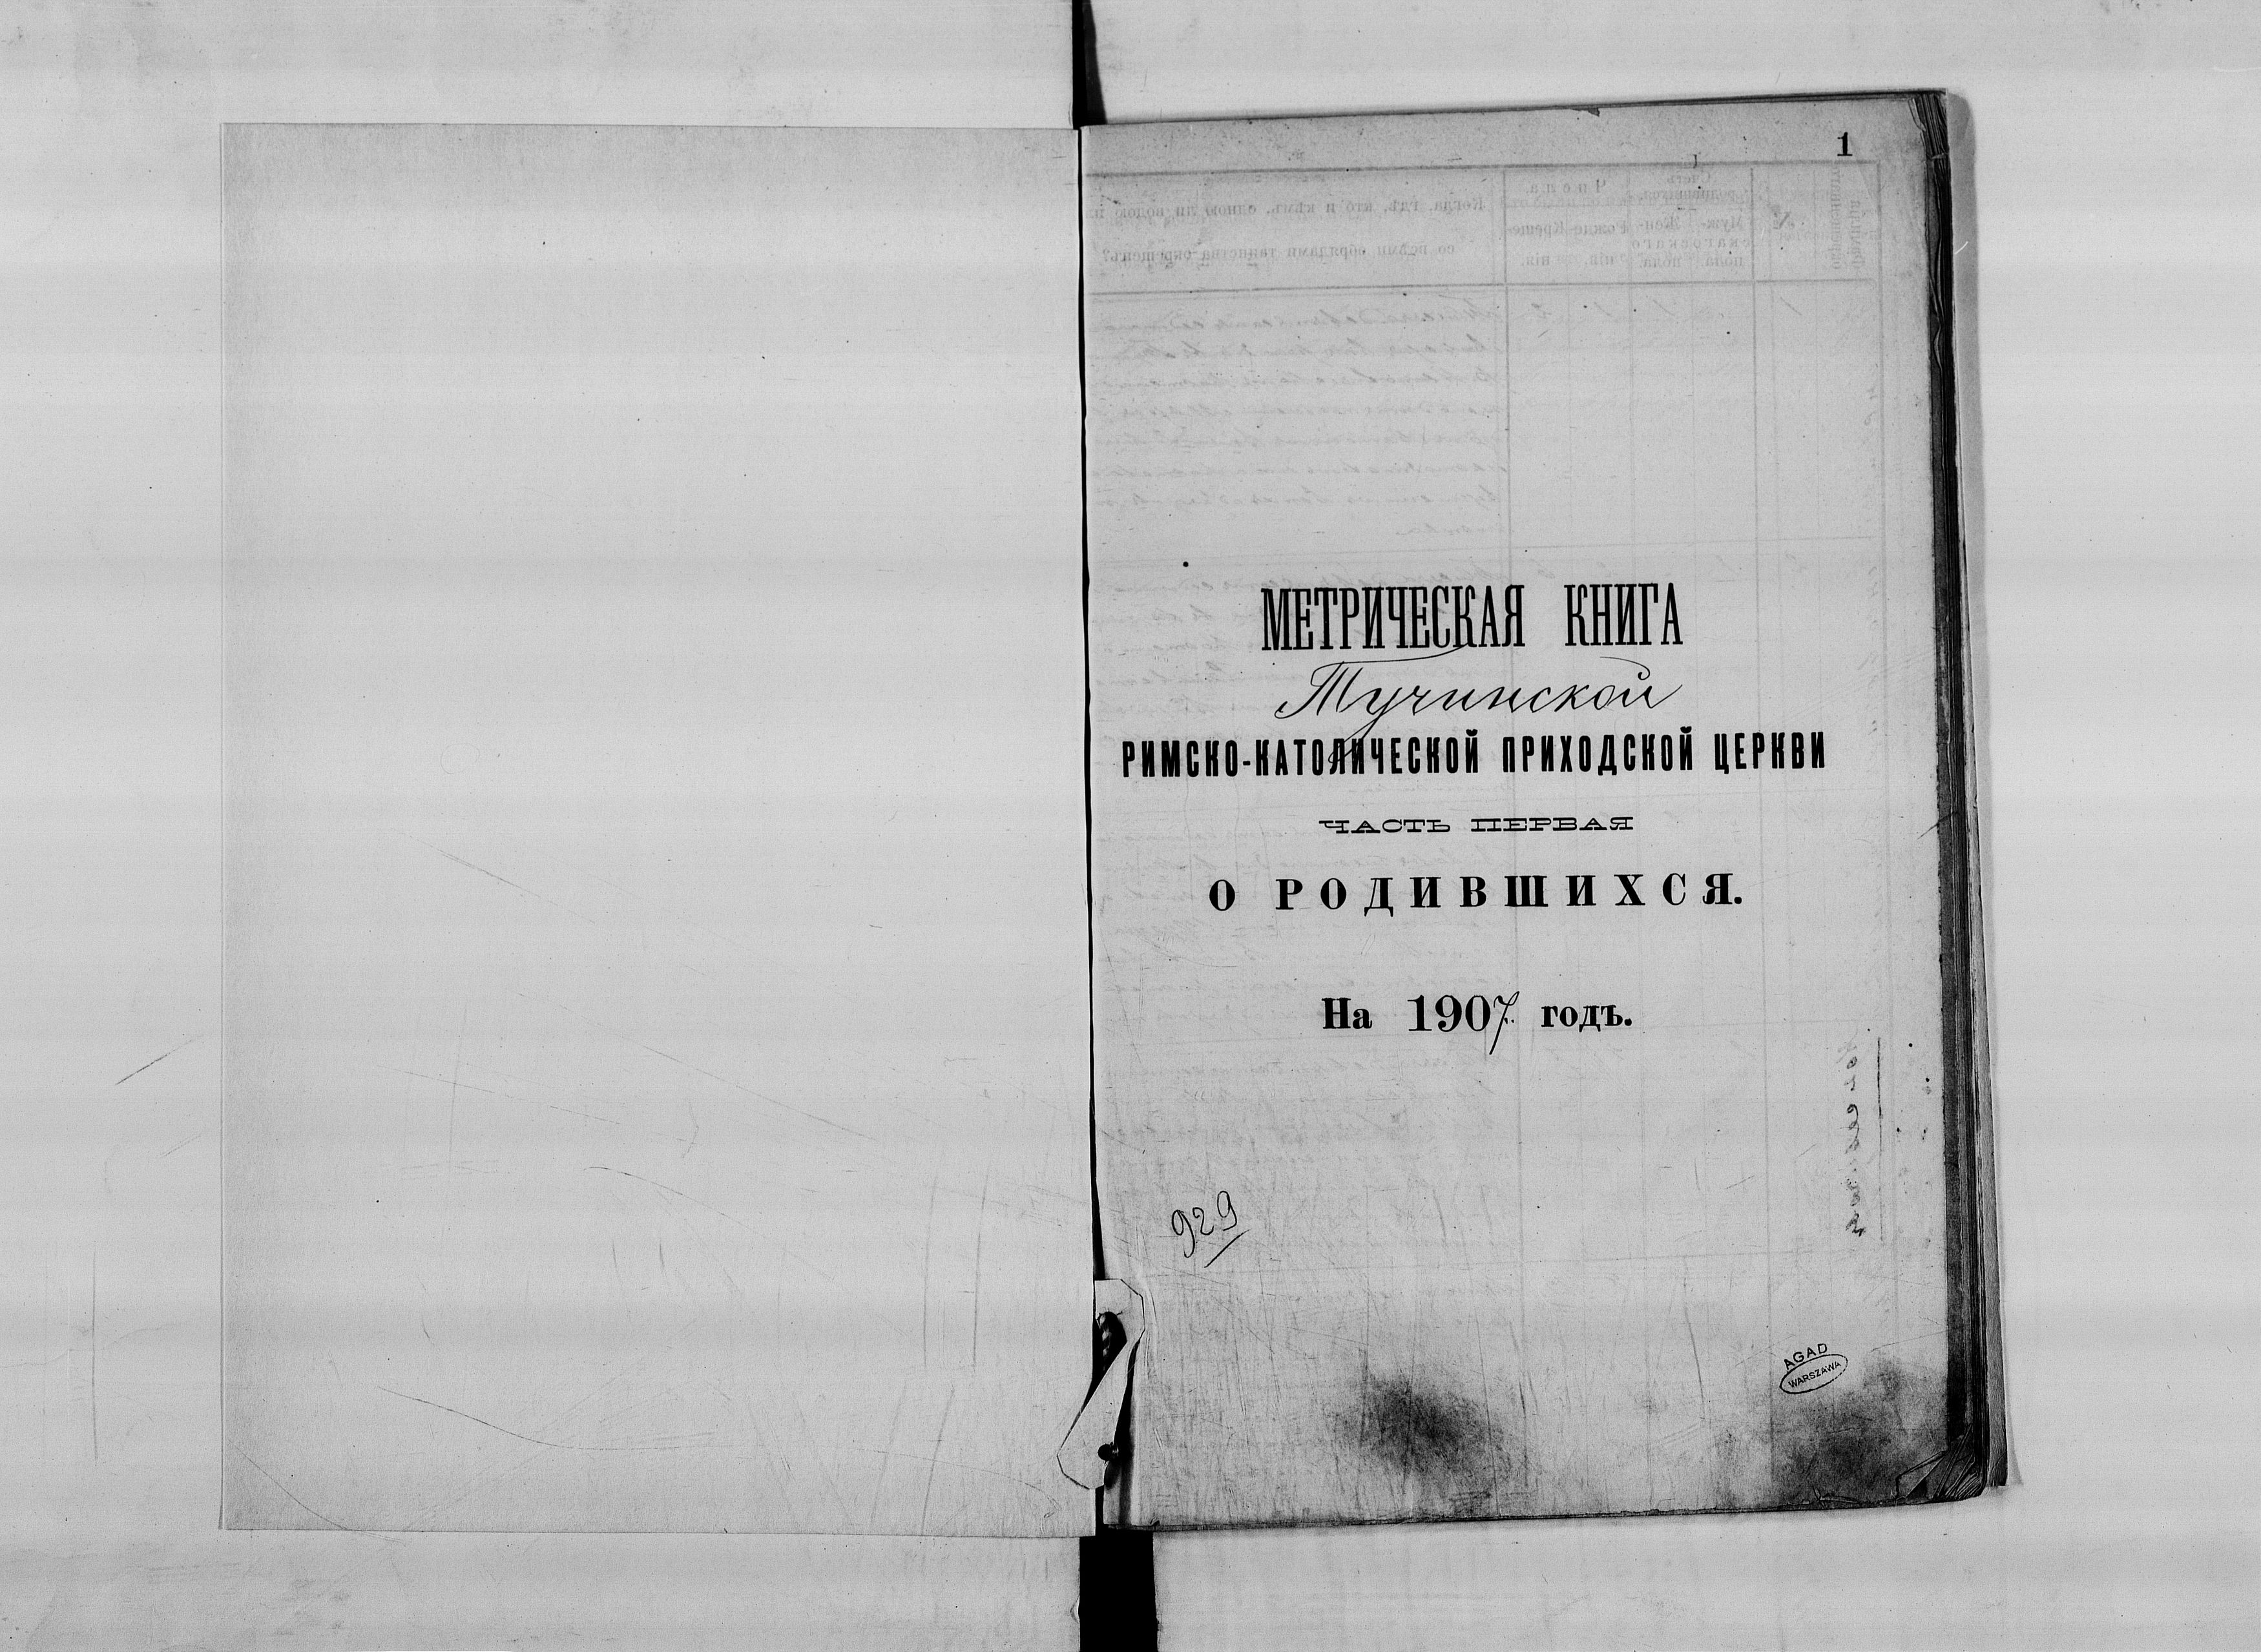 1
МЕТРИЧЕСКАЯ КНИГА
Тучинской
РИМСКО-КАТОЛИЧЕСКОЙ ПРИХОДСКОЙ ЦЕРКВИ
ЧАСТЬ ПЕРВАЯ
О РОДИВШИХСЯ.
На 1907 годъ.
929
AGAD
WARSZAWA